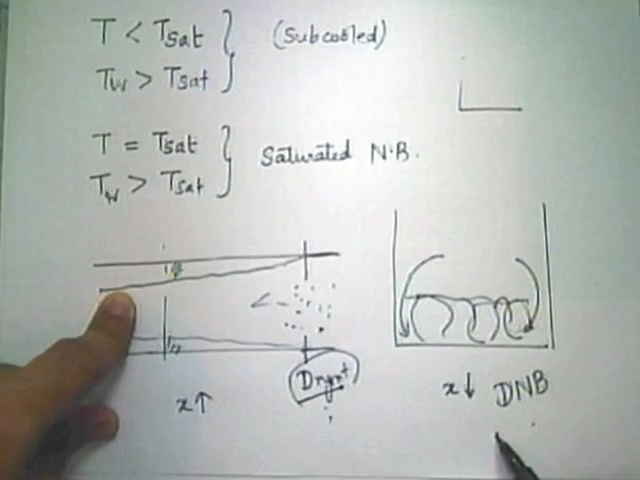 T < Tsat } (Subcooled)
Tw > Tsat
T = Tsat } Saturated N.B.
Tw > Tsat
Dryout
x↑
x↓ DNB